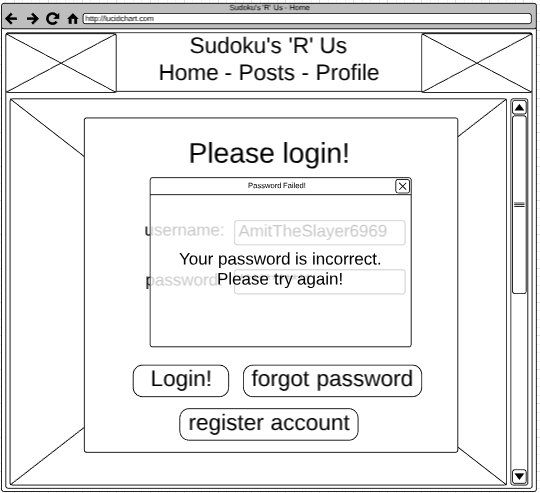 Sudoku's 'R' Us - Home
http://lucidchart.com
Sudoku's 'R' Us
Home - Posts - Profile
Please login!
Password Failed!
username: AmitTheSlayer6969
Your password is incorrect.
password:
Please try again!
Login! forgot password
register account